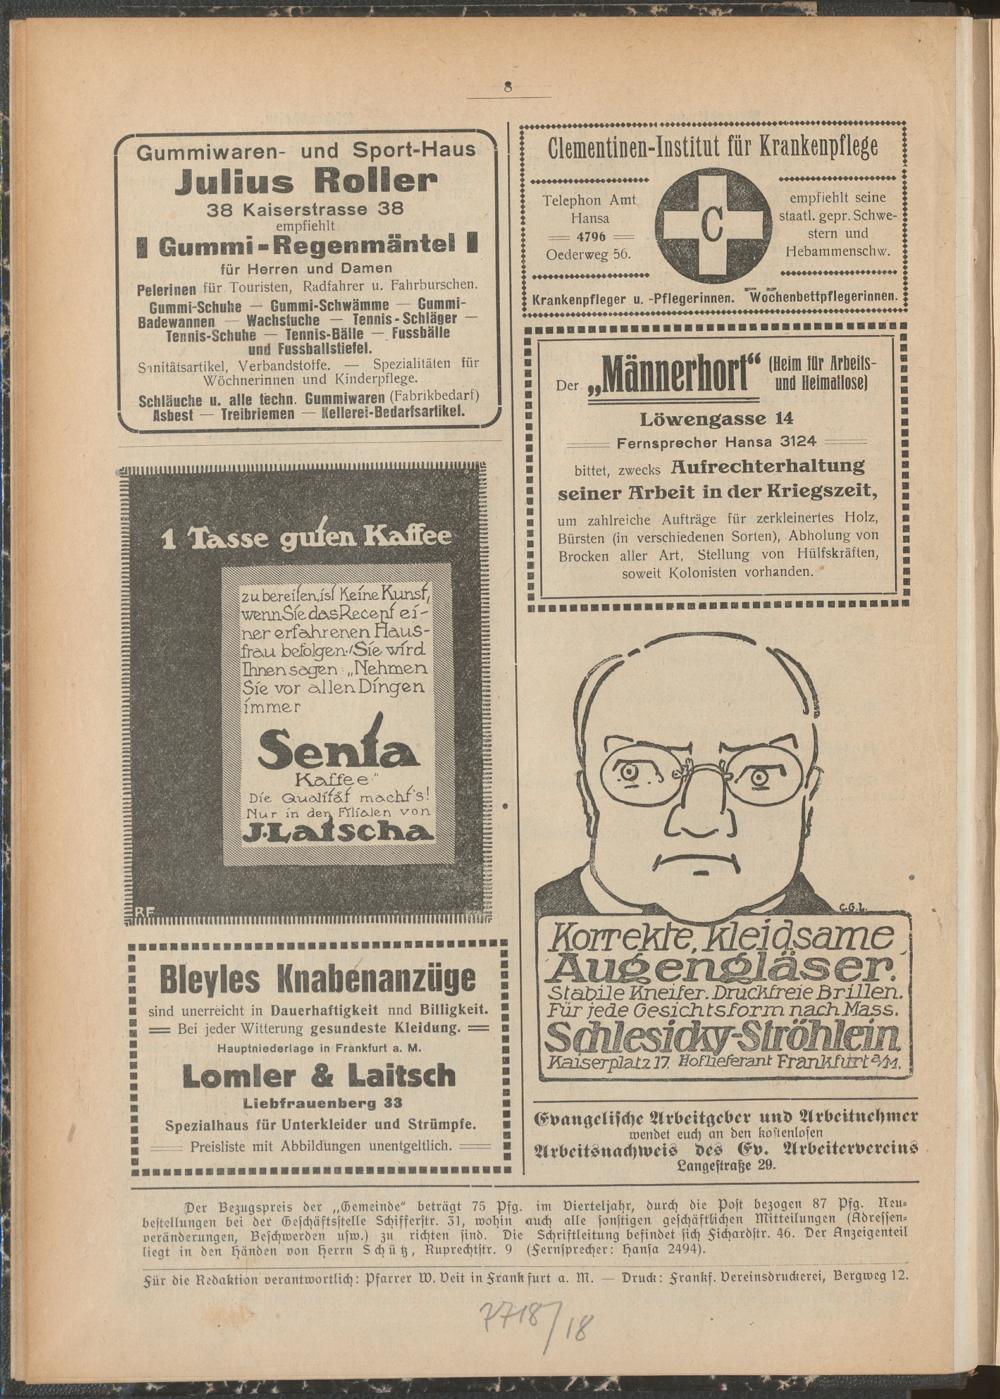 8
Gummiwaren- und Sport-Haus
Julius Roller
38 Kaiserstrasse 38
empfiehlt
Gummi-Regenmäntel
für Herren und Damen
Pelerinen für Touristen, Radfahrer u. Fahrburschen.
Gummi-Schuhe — Gummi-Schwämme — Gummi-
Badewannen — Wachstuche — Tennis-Schläger —
Tennis-Schuhe — Tennis-Bälle — Fussbälle
und Fussballstiefel.
Sanitätsartikel, Verbandstoffe. — Spezialitäten für
Wöchnerinnen und Kinderpflege.
Schläuche u. alle techn. Gummiwaren (Fabrikbedarf)
Asbest — Treibriemen — Kellerei-Bedarfsartikel.
1 Tasse guten Kaffee
zu bereiten, ist keine Kunst,
wenn Sie das Recept ei-
ner erfahrenen Haus-
frau befolgen! Sie wird
Ihnen sagen: „Nehmen
Sie vor allen Dingen
immer
Senta
Kaffee“
Die Qualität macht's!
Nur in den Filialen von
J. Latscha
RF
Bleyles Knabenanzüge
sind unerreicht in Dauerhaftigkeit nnd Billigkeit.
Bei jeder Witterung gesundeste Kleidung.
Hauptniederlage in Frankfurt a. M.
Lomler & Laitsch
Liebfrauenberg 33
Spezialhaus für Unterkleider und Strümpfe.
Preisliste mit Abbildungen unentgeltlich.
Clementinen-Institut für Krankenpflege
Telephon Amt
Hansa
4796
Oederweg 56.
C
empfiehlt seine
staatl. gepr. Schwe-
stern und
Hebammenschw.
Krankenpfleger u. -Pflegerinnen. Wochenbettpflegerinnen.
Der „Männerhort“ (Heim für Arbeits-
und Heimatlose)
Löwengasse 14
Fernsprecher Hansa 3124
bittet, zwecks Aufrechterhaltung
seiner Arbeit in der Kriegszeit,
um zahlreiche Aufträge für zerkleinertes Holz,
Bürsten (in verschiedenen Sorten), Abholung von
Brocken aller Art, Stellung von Hülfskräften,
soweit Kolonisten vorhanden.
C.G.L.
Korrekte, kleidsame
Augengläser.
Stabile Kneifer. Druckfreie Brillen.
Für jede Gesichtsform nach Mass.
Schlesicky-Ströhlein
Kaiserplatz 17. Hoflieferant Frankfurt a/M.
Evangelische Arbeitgeber und Arbeitnehmer
wendet euch an den kostenlosen
Arbeitsnachweis des Ev. Arbeitervereins
Langestraße 29.
Der Bezugspreis der „Gemeinde“ beträgt 75 Pfg. im Vierteljahr, durch die Post bezogen 87 Pfg. Neu-
bestellungen bei der Geschäftsstelle Schifferstr. 31, wohin auch alle sonstigen geschäftlichen Mitteilungen (Adressen-
veränderungen, Beschwerden usw.) zu richten sind. Die Schriftleitung befindet sich Fichardstr. 46. Der Anzeigenteil
liegt in den Händen von Herrn Schütz, Ruprechtstr. 9 (Fernsprecher: Hansa 2494).
Für die Redaktion verantwortlich: Pfarrer W. Veit in Frankfurt a. M. — Druck: Frankf. Vereinsdruckerei, Bergweg 12.
7718/18